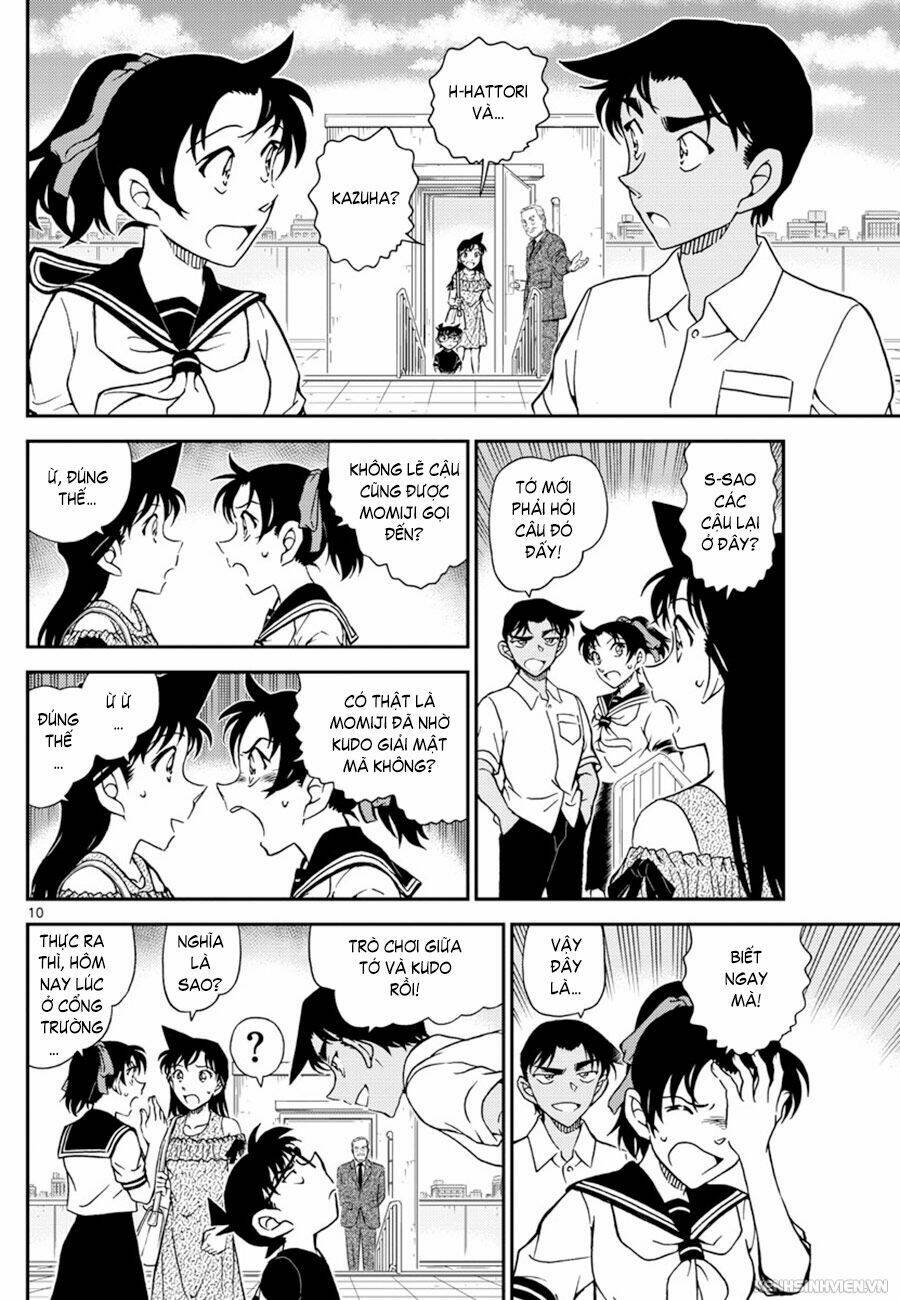 H-HATTORI
VÀ...
KAZUHA?
S-SAO
CÁC
CẬU LẠI
Ở ĐÂY?
TỚ MỚI
PHẢI HỎI
CÂU ĐÓ
ĐẤY!
KHÔNG LẼ CẬU
CŨNG ĐƯỢC
MOMIJI GỌI
ĐẾN?
Ừ, ĐÚNG
THẾ...
CÓ THẬT LÀ
MOMIJI ĐÃ NHỜ
KUDO GIẢI MẬT
MÃ KHÔNG?
Ừ Ừ
...
ĐÚNG
THẾ
...
10
BIẾT
NGAY
MÀ!
VẬY
ĐÂY
LÀ...
TRÒ CHƠI GIỮA
TỚ VÀ KUDO
RỒI!
?
NGHĨA
LÀ
SAO?
THỰC RA
THÌ, HÔM
NAY LÚC
Ở CỔNG
TRƯỜNG
...
KENHSINHVIEN.VN